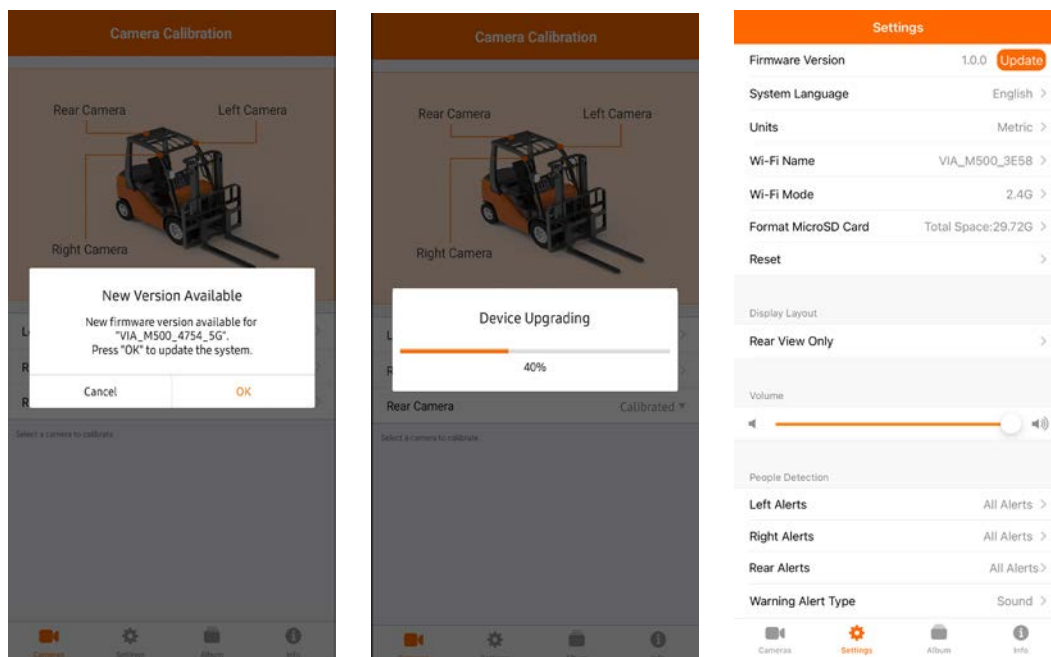 Camera Calibration
Rear Camera
Left Camera
Right Camera
New Version Available
New firmware version available for
"VIA_M500_4754_5G".
Press "OK" to update the system.
Cancel
OK
L
R
R
Select a camera to calibrate
Cameras
Settings
Album
Info
Camera Calibration
Rear Camera
Left Camera
Right Camera
Device Upgrading
40%
L
R
Rear Camera Calibrated
Select a camera to calibrate
Settings
Firmware Version 1.0.0 Update
System Language English
Units Metric
Wi-Fi Name VIA_M500_3E58
Wi-Fi Mode 2.4G
Format MicroSD Card Total Space:29.72G
Reset
Display Layout
Rear View Only
Volume
People Detection
Left Alerts All Alerts
Right Alerts All Alerts
Rear Alerts All Alerts
Warning Alert Type Sound
Cameras
Settings
Album
Info